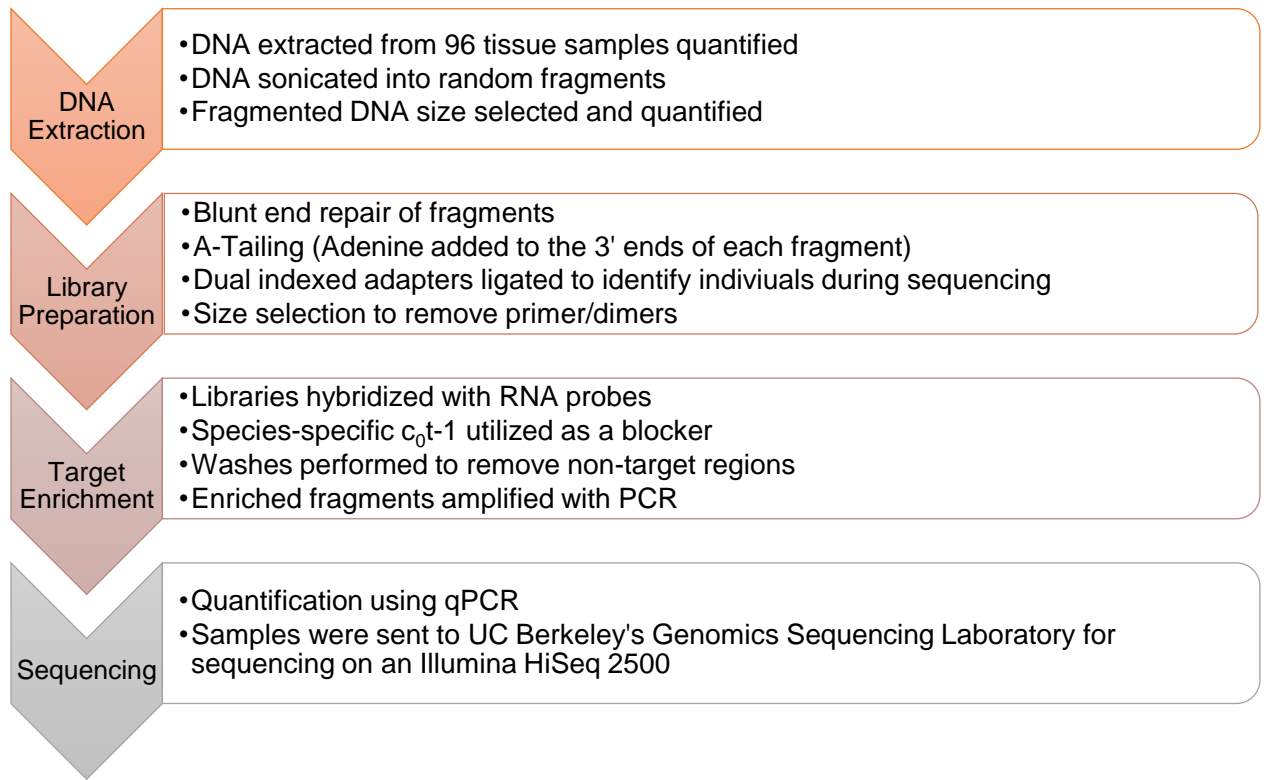 DNA
Extraction
•DNA extracted from 96 tissue samples quantified
•DNA sonicated into random fragments
•Fragmented DNA size selected and quantified
Library
Preparation
•Blunt end repair of fragments
•A-Tailing (Adenine added to the 3' ends of each fragment)
•Dual indexed adapters ligated to identify indiviuals during sequencing
•Size selection to remove primer/dimers
Target
Enrichment
•Libraries hybridized with RNA probes
•Species-specific c₀t-1 utilized as a blocker
•Washes performed to remove non-target regions
•Enriched fragments amplified with PCR
Sequencing
•Quantification using qPCR
•Samples were sent to UC Berkeley's Genomics Sequencing Laboratory for
sequencing on an Illumina HiSeq 2500